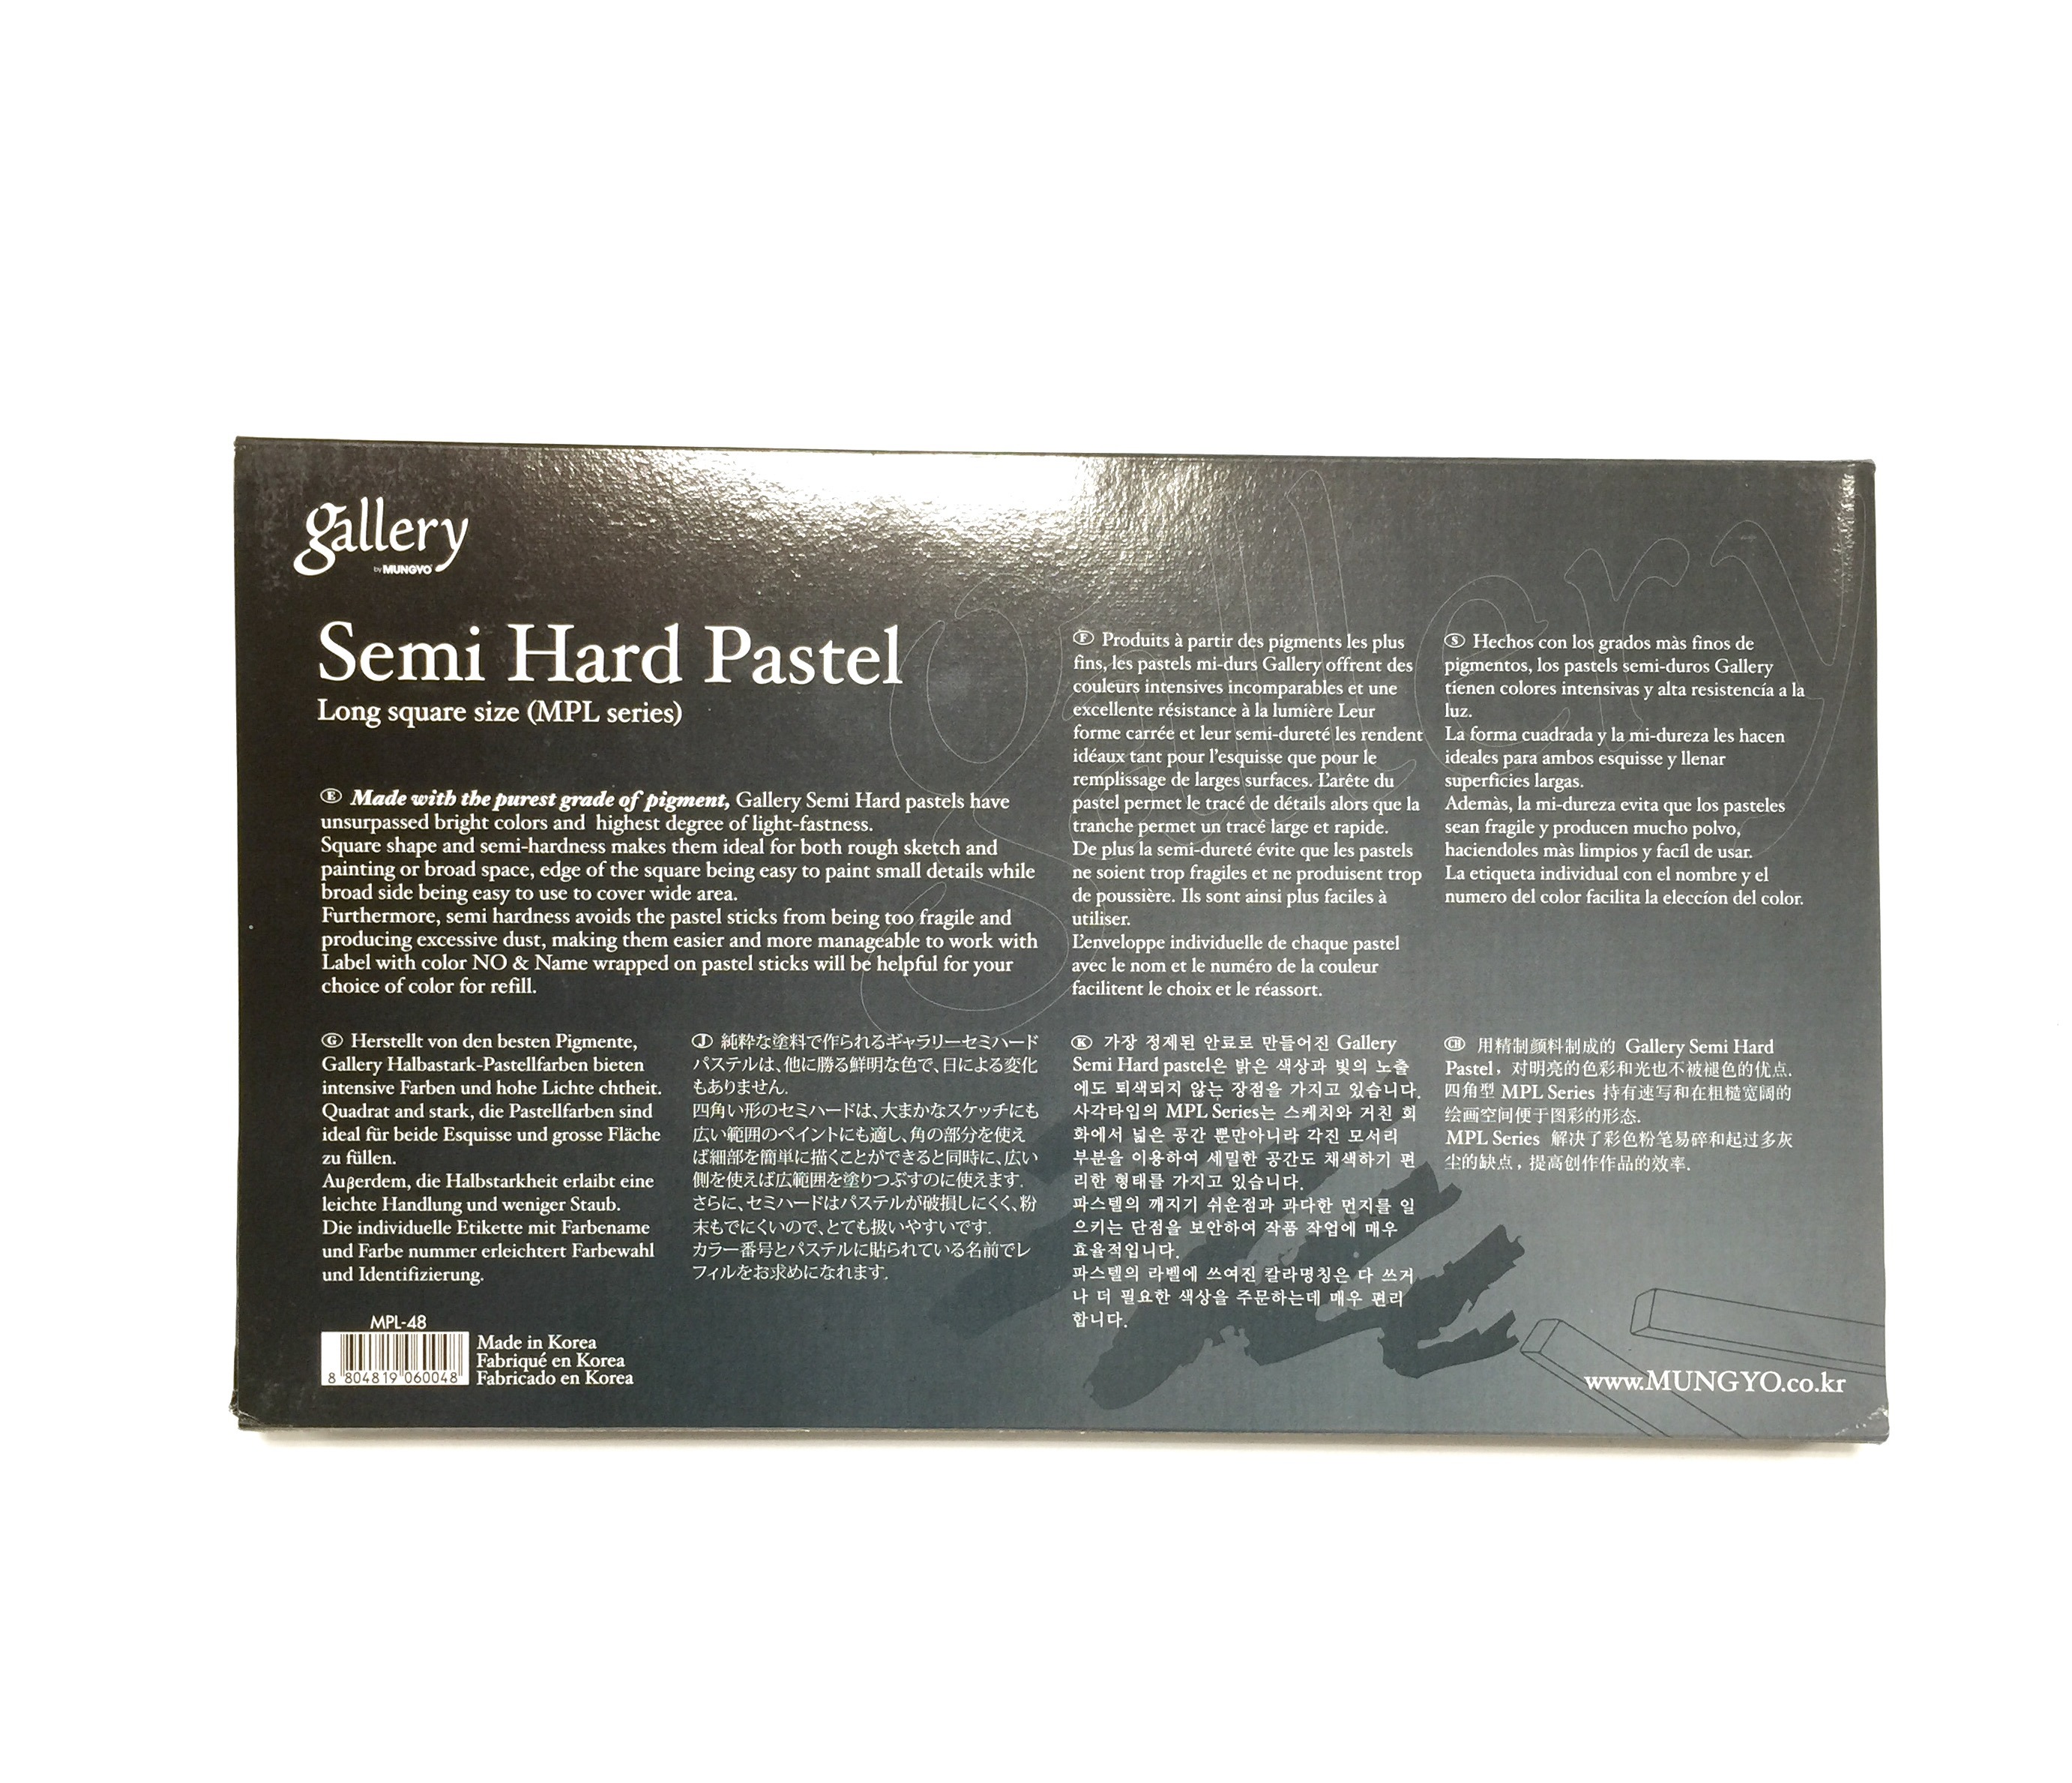 gallery
by MUNGYO
Semi Hard Pastel
Long square size (MPL series)
Ⓔ Made with the purest grade of pigment, Gallery Semi Hard pastels have
unsurpassed bright colors and highest degree of light-fastness.
Square shape and semi-hardness makes them ideal for both rough sketch and
painting or broad space, edge of the square being easy to paint small details while
broad side being easy to use to cover wide area.
Furthermore, semi hardness avoids the pastel sticks from being too fragile and
producing excessive dust, making them easier and more manageable to work with
Label with color NO & Name wrapped on pastel sticks will be helpful for your
choice of color for refill.
Ⓕ Produits à partir des pigments les plus
fins, les pastels mi-durs Gallery offrent des
couleurs intensives incomparables et une
excellente résistance à la lumière Leur
forme carrée et leur semi-dureté les rendent
idéaux tant pour l'esquisse que pour le
remplissage de larges surfaces. L'arête du
pastel permet le tracé de détails alors que la
tranche permet un tracé large et rapide.
De plus la semi-dureté évite que les pastels
ne soient trop fragiles et ne produisent trop
de poussière. Ils sont ainsi plus faciles à
utiliser.
L'enveloppe individuelle de chaque pastel
avec le nom et le numéro de la couleur
facilitent le choix et le réassort.
Ⓢ Hechos con los grados màs finos de
pigmentos, los pastels semi-duros Gallery
tienen colores intensivas y alta resistencía a la
luz.
La forma cuadrada y la mi-dureza les hacen
ideales para ambos esquisse y llenar
superficies largas.
Ademàs, la mi-dureza evita que los pasteles
sean fragile y producen mucho polvo,
haciendoles màs limpios y facíl de usar.
La etiqueta individual con el nombre y el
numero del color facilita la eleccíon del color.
Ⓖ Herstellt von den besten Pigmente,
Gallery Halbastark-Pastellfarben bieten
intensive Farben und hohe Lichte chtheit.
Quadrat and stark, die Pastellfarben sind
ideal für beide Esquisse und grosse Fläche
zu füllen.
Außerdem, die Halbstarkheit erlaibt eine
leichte Handlung und weniger Staub.
Die individuelle Etikette mit Farbename
und Farbe nummer erleichtert Farbewahl
und Identifizierung.
Ⓙ 純粋な塗料で作られるギャラリーセミハード
パステルは、他に勝る鮮明な色で、日による変化
もありません.
四角い形のセミハードは、大まかなスケッチにも
広い範囲のペイントにも適し、角の部分を使え
ば細部を簡単に描くことができると同時に、広い
側を使えば広範囲を塗りつぶすのに使えます.
さらに、セミハードはパステルが破損しにくく、粉
末もでにくいので、とても扱いやすいです.
カラー番号とパステルに貼られている名前でレ
フィルをお求めになれます.
Ⓚ 가장 정제된 안료로 만들어진 Gallery
Semi Hard pastel은 밝은 색상과 빛의 노출
에도 퇴색되지 않는 장점을 가지고 있습니다.
사각타입의 MPL Series는 스케치와 거친 회
화에서 넓은 공간 뿐만아니라 각진 모서리
부분을 이용하여 세밀한 공간도 채색하기 편
리한 형태를 가지고 있습니다.
파스텔의 깨지기 쉬운점과 과다한 먼지를 일
으키는 단점을 보안하여 작품 작업에 매우
효율적입니다.
파스텔의 라벨에 쓰여진 칼라명칭은 다 쓰거
나 더 필요한 색상을 주문하는데 매우 편리
합니다.
CH 用精制颜料制成的 Gallery Semi Hard
Pastel，对明亮的色彩和光也不被褪色的优点.
四角型 MPL Series 持有速写和在粗糙宽阔的
绘画空间便于图彩的形态.
MPL Series 解决了彩色粉笔易碎和起过多灰
尘的缺点，提高创作作品的效率.
MPL-48
8 804819 060048
Made in Korea
Fabriqué en Korea
Fabricado en Korea
www.MUNGYO.co.kr
gallery